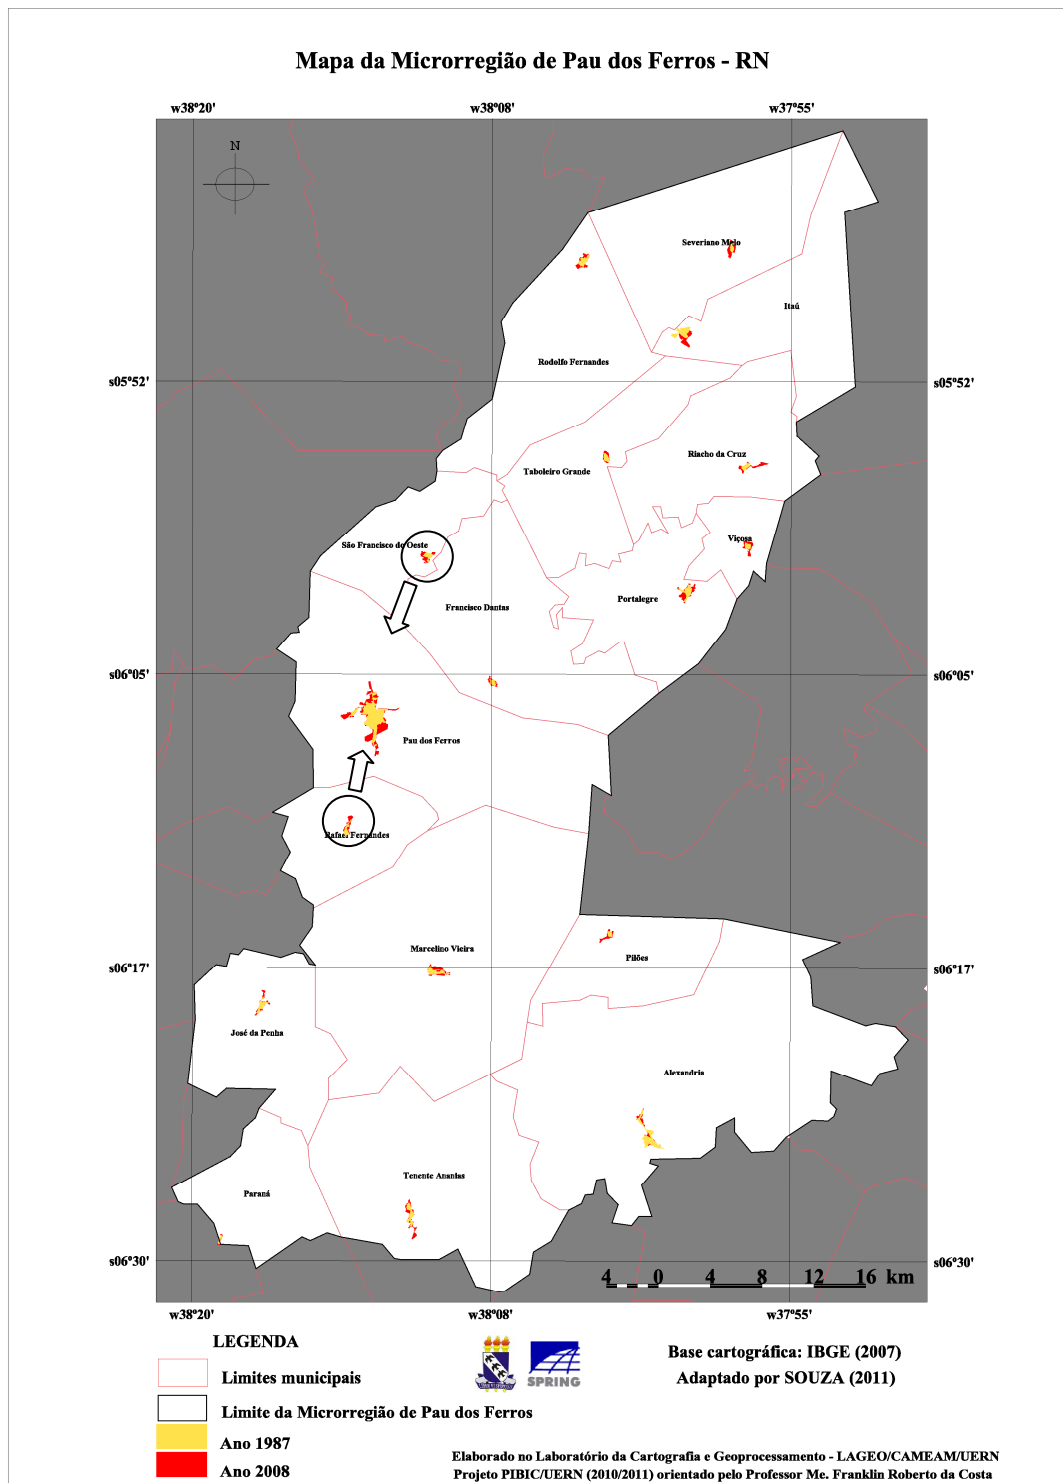 Mapa da Microrregião de Pau dos Ferros - RN
w38°20' w38°08' w37°55'
N
Severiano Melo
Itaú
Rodolfo Fernandes
s05°52' s05°52'
Riacho da Cruz
Taboleiro Grande
Viçosa
São Francisco do Oeste
Portalegre
Francisco Dantas
s06°05' s06°05'
Pau dos Ferros
Rafael Fernandes
Marcelino Vieira
Pilões
s06°17' s06°17'
José da Penha
Alexandria
Tenente Ananias
Paraná
s06°30' s06°30'
4 0 4 8 12 16 km
w38°20' w38°08' w37°55'
LEGENDA
Limites municipais
Limite da Microrregião de Pau dos Ferros
Ano 1987
Ano 2008
SPRING
Base cartográfica: IBGE (2007)
Adaptado por SOUZA (2011)
Elaborado no Laboratório da Cartografia e Geoprocessamento - LAGEO/CAMEAM/UERN
Projeto PIBIC/UERN (2010/2011) orientado pelo Professor Me. Franklin Roberto da Costa